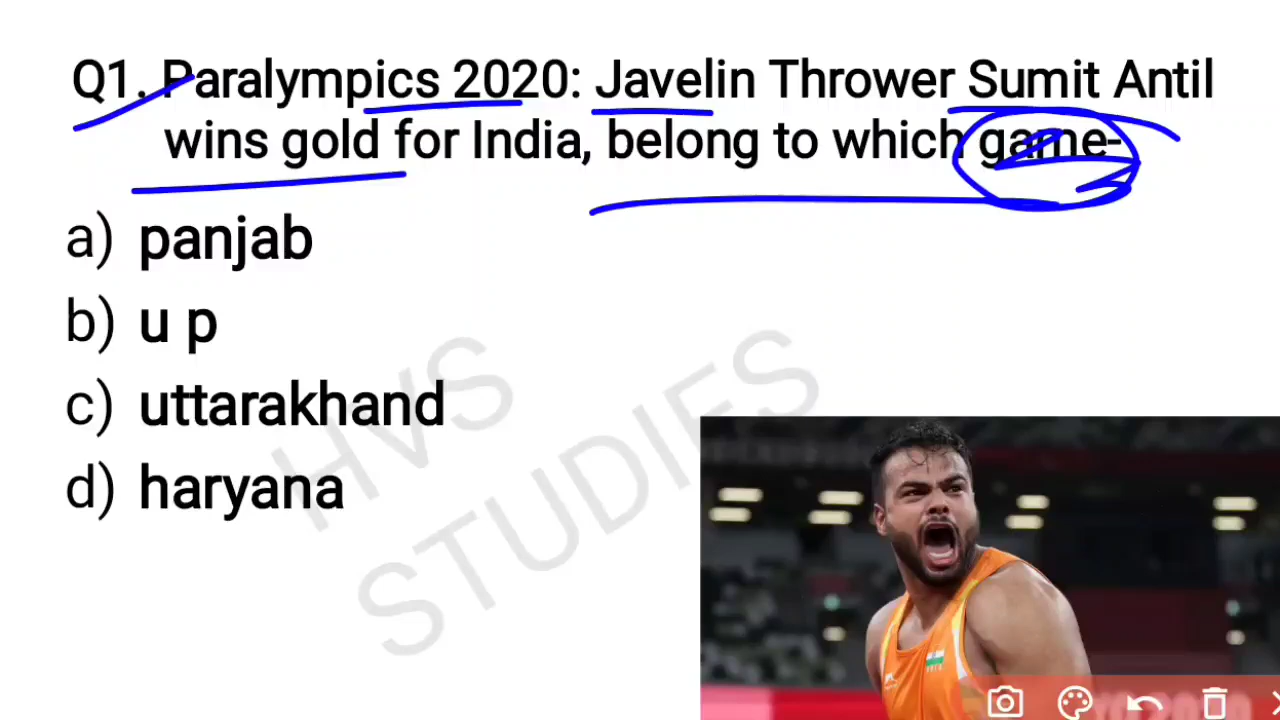 Q1. Paralympics 2020: Javelin Thrower Sumit Antil
wins gold for India, belong to which game-
a) panjab
b) u p
c) uttarakhand
d) haryana
HVS
STUDIES